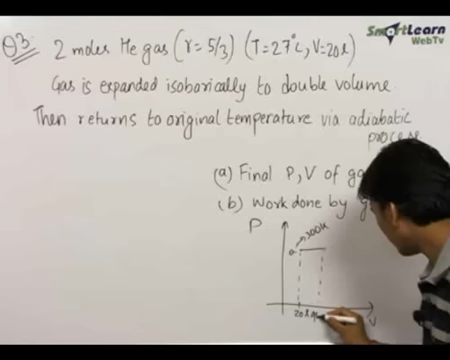 SmartLearn
WebTv
Q3. 2 moles He gas (r = 5/3) (T = 27°C, V = 20 l)
Gas is expanded isobarically to double volume.
Then returns to original temperature via adiabatic
process
(a) Final P, V of
(b) Work done by
P
a 300K
20 l
V